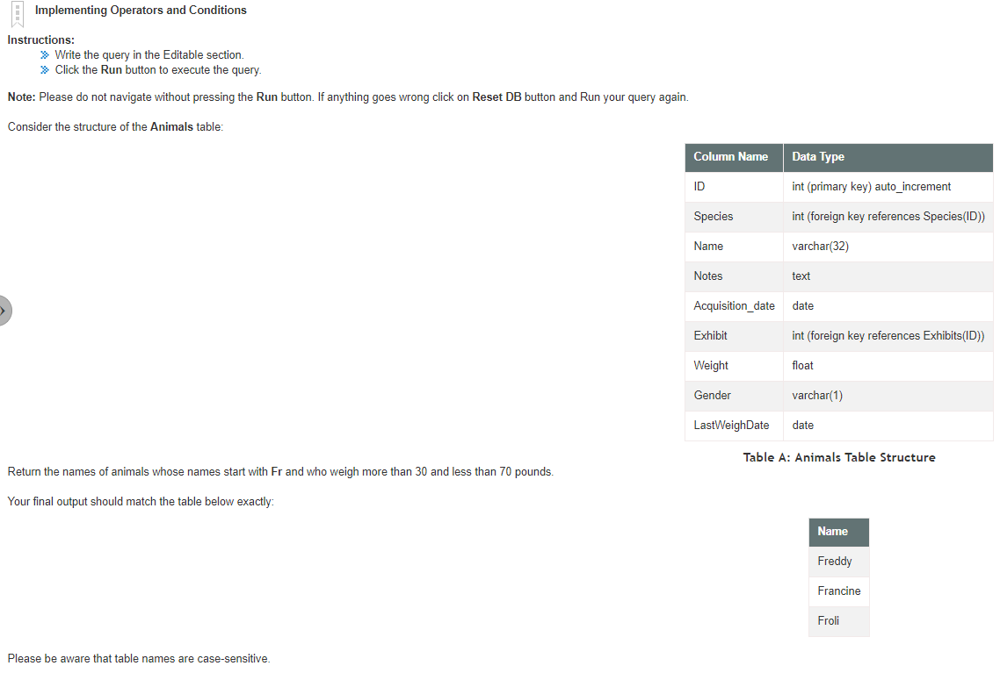 Implementing Operators and Conditions
Instructions:
Write the query in the Editable section.
Click the Run button to execute the query.
Note: Please do not navigate without pressing the Run button. If anything goes wrong click on Reset DB button and Run your query again.
Consider the structure of the Animals table:
Column Name Data Type
ID int (primary key) auto_increment
Species int (foreign key references Species(ID))
Name varchar(32)
Notes text
Acquisition_date date
Exhibit int (foreign key references Exhibits(ID))
Weight float
Gender varchar(1)
LastWeighDate date
Table A: Animals Table Structure
Return the names of animals whose names start with Fr and who weigh more than 30 and less than 70 pounds.
Your final output should match the table below exactly:
Name
Freddy
Francine
Froli
Please be aware that table names are case-sensitive.